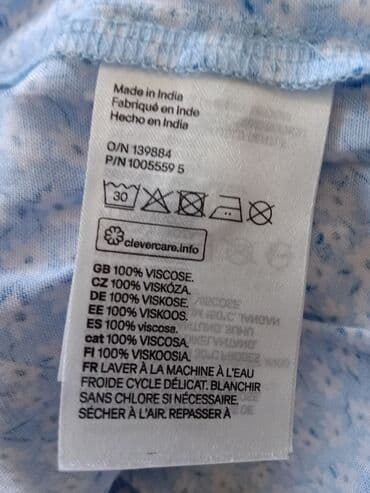 Made in India
Fabriqué en Inde
Hecho en India
O/N 139884
P/N 1005559 5
30
clevercare.info
GB 100% VISCOSE.
CZ 100% VISKÓZA.
DE 100% VISKOSE.
EE 100% VISKOOS.
ES 100% viscosa.
cat 100% VISCOSA.
FI 100% VISKOOSIA.
FR LAVER À LA MACHINE À L'EAU
FROIDE CYCLE DÉLICAT. BLANCHIR
SANS CHLORE SI NÉCESSAIRE.
SÉCHER À L'AIR. REPASSER À